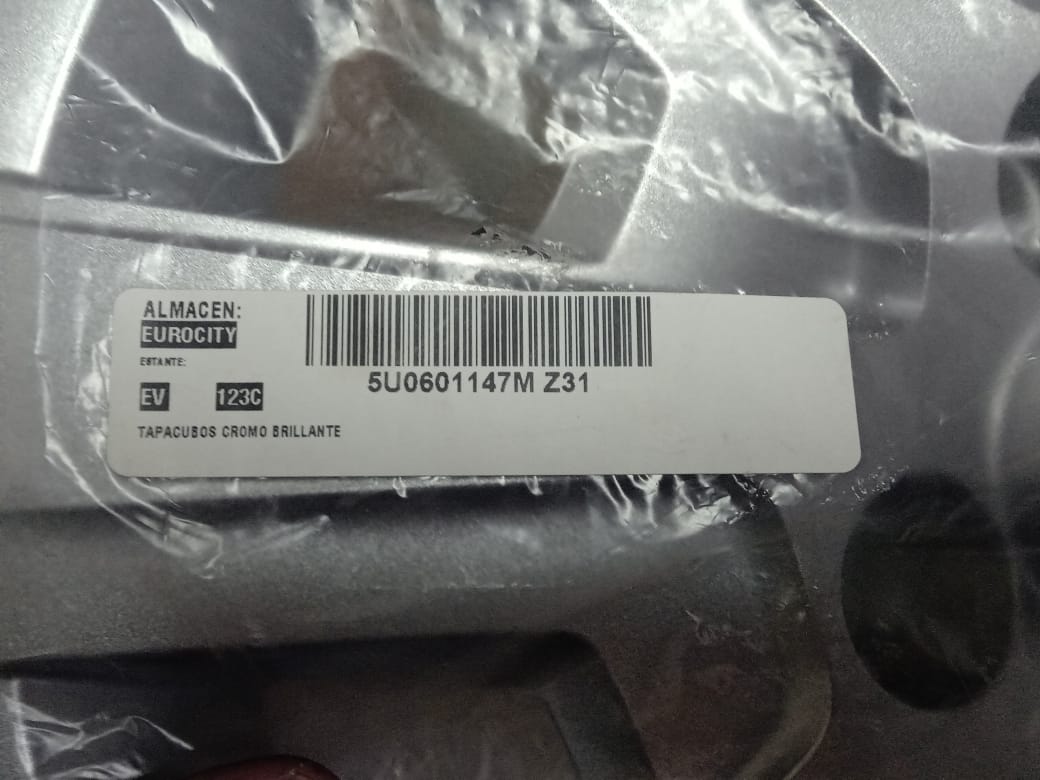 ALMACEN:
EUROCITY
ESTANTE:
EV 123C
5U0601147M Z31
TAPACUBOS CROMO BRILLANTE